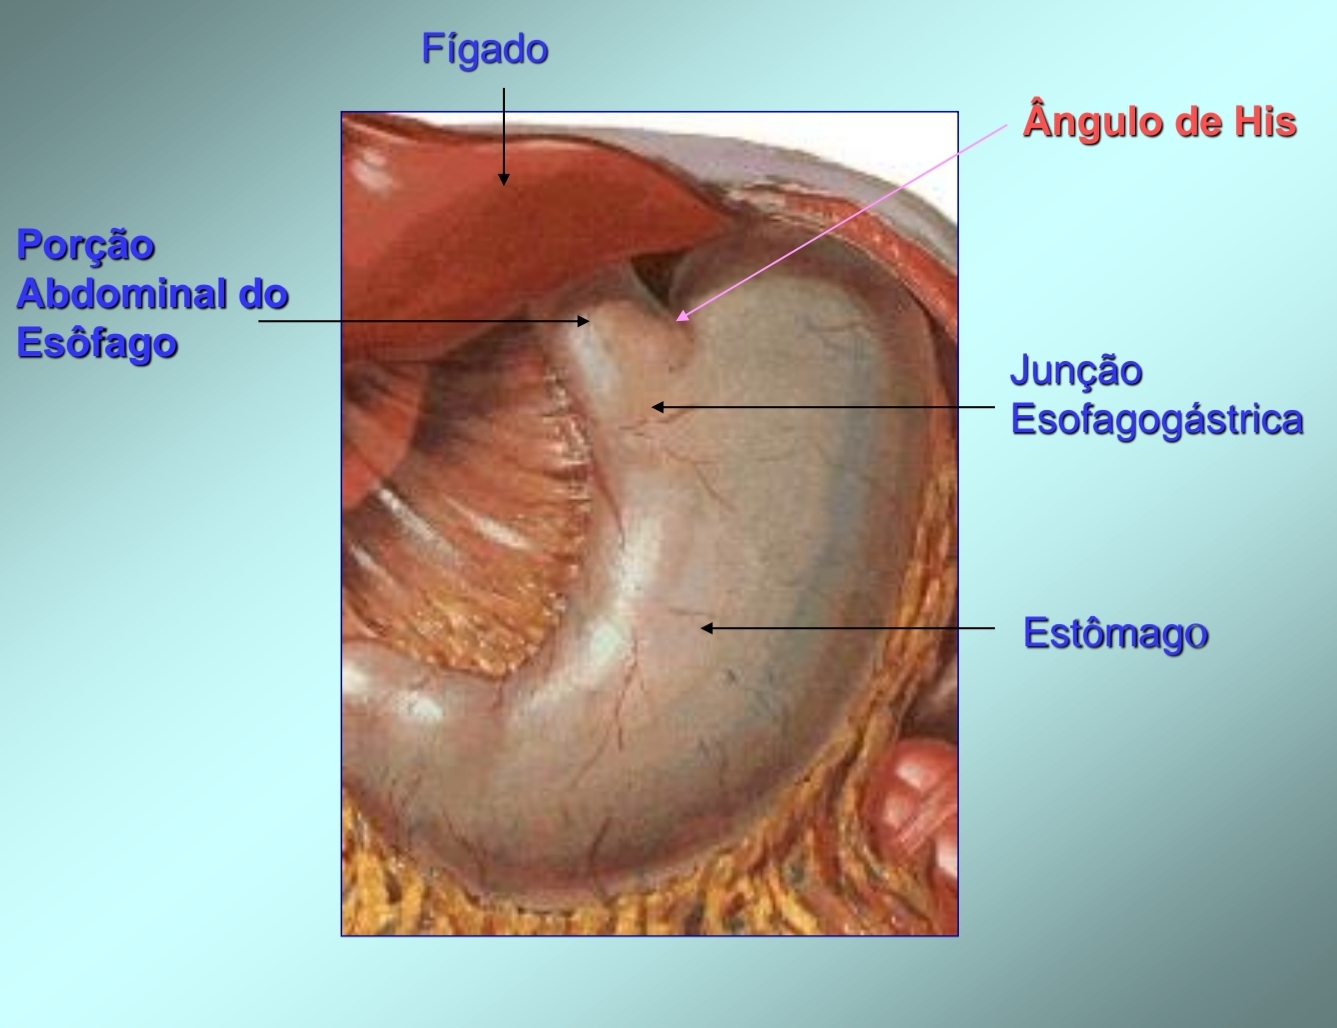 Fígado
Ângulo de His
Porção
Abdominal do
Esôfago
Junção
Esofagogástrica
Estômago